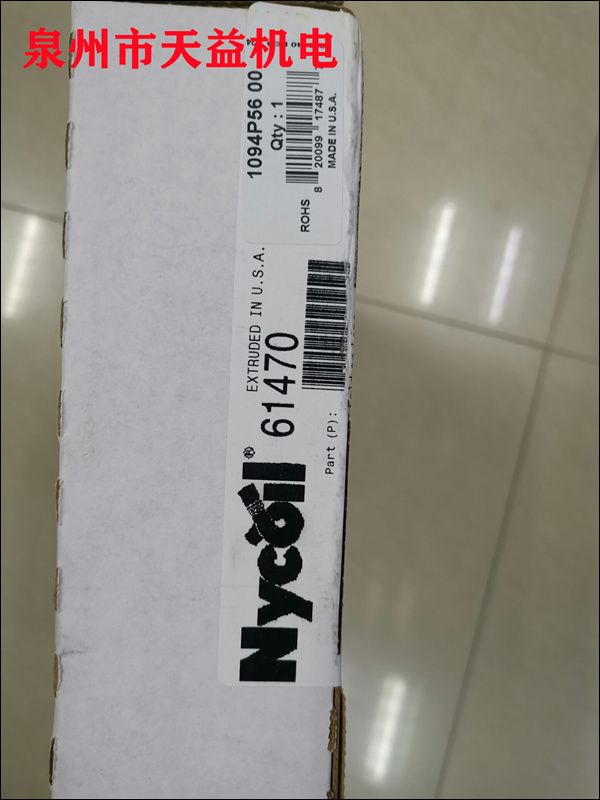 泉州市天益机电
1094P56 00
Qty : 1
8 20099 17487
ROHS
MADE IN U.S.A.
EXTRUDED IN U.S.A.
61470
Nycoil®
Part (P):